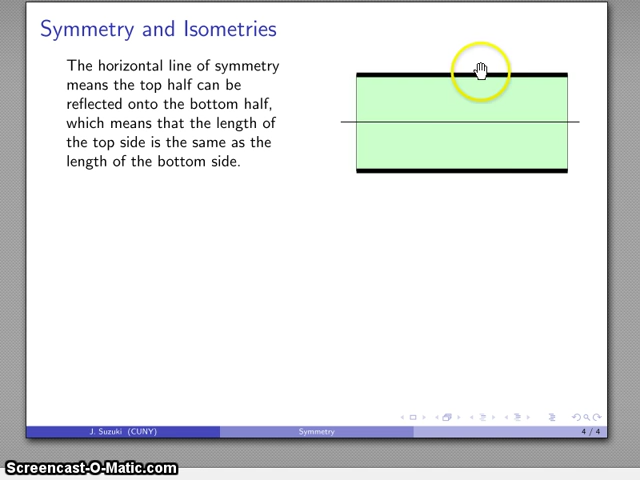 Symmetry and Isometries
The horizontal line of symmetry
means the top half can be
reflected onto the bottom half,
which means that the length of
the top side is the same as the
length of the bottom side.
J. Suzuki (CUNY)
Symmetry
4 / 4
Screencast-O-Matic.com